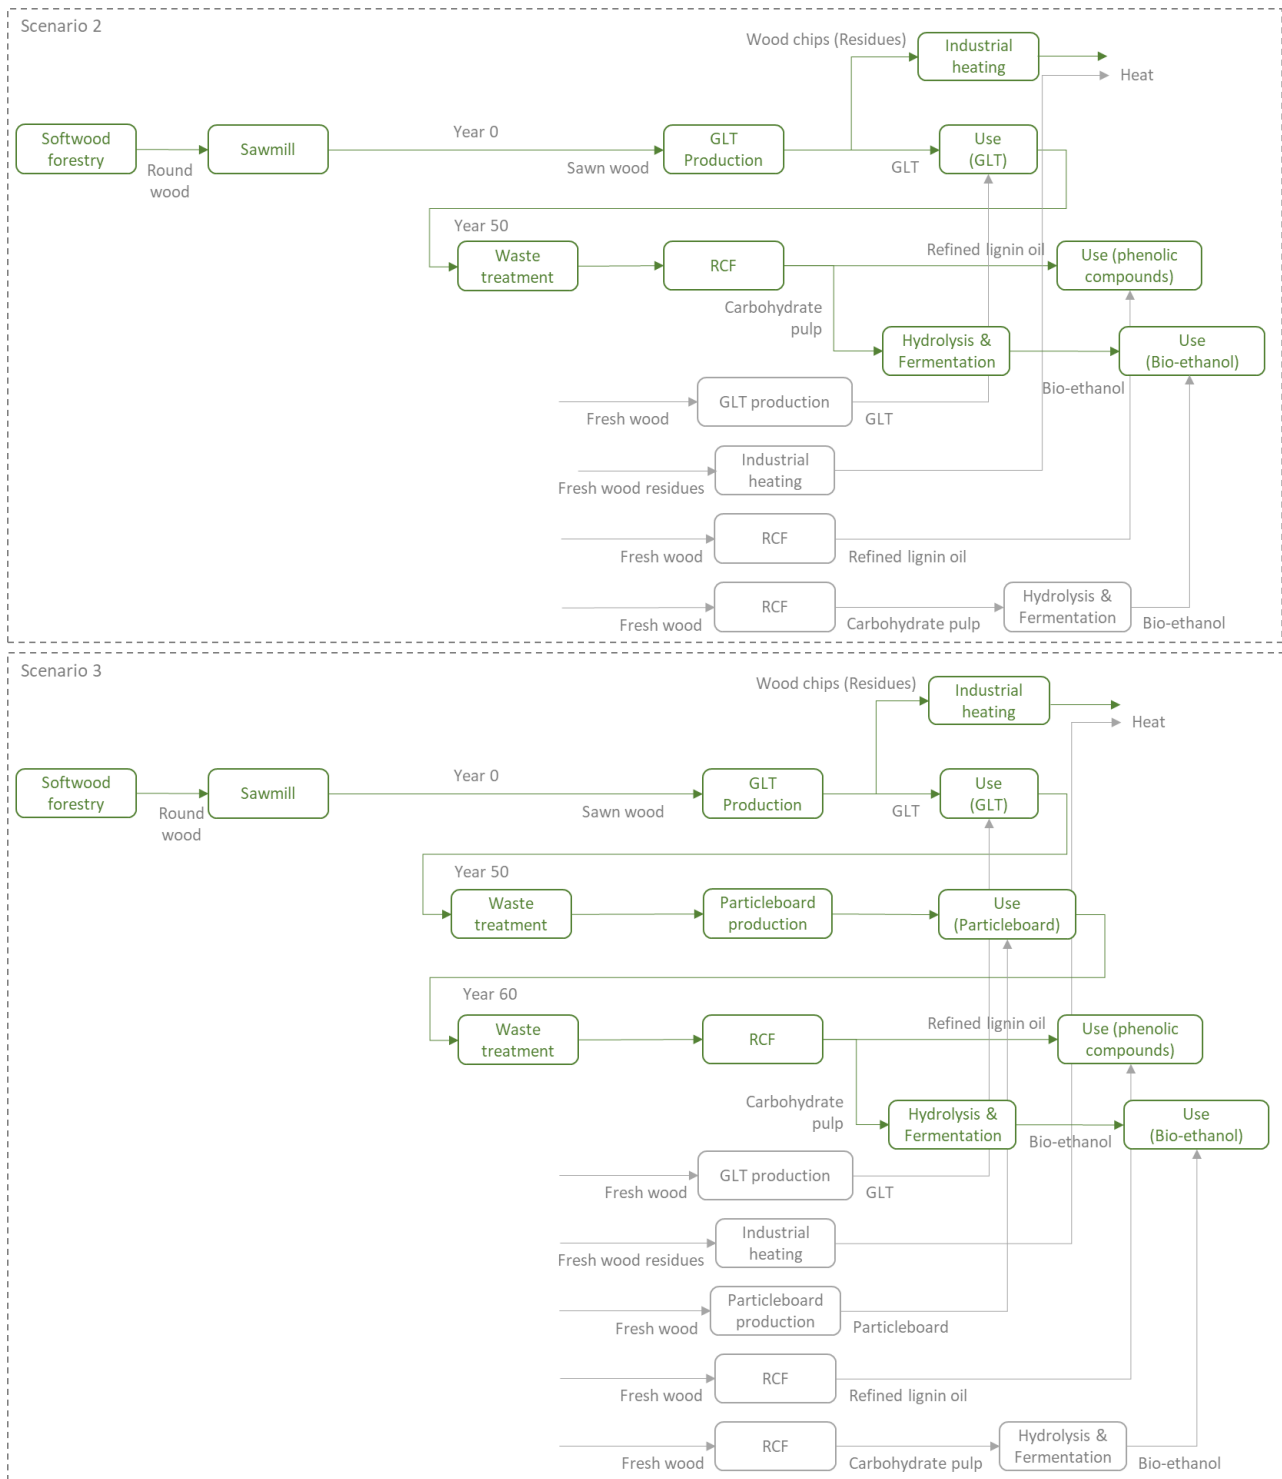 Scenario 2
Wood chips (Residues)
Industrial
heating
Heat
Softwood
forestry
Round
wood
Sawmill
Year 0
Sawn wood
GLT
Production
GLT
Use
(GLT)
Year 50
Waste
treatment
RCF
Refined lignin oil
Use (phenolic
compounds)
Carbohydrate
pulp
Hydrolysis &
Fermentation
Bio-ethanol
Use
(Bio-ethanol)
Fresh wood
GLT production
GLT
Fresh wood residues
Industrial
heating
Fresh wood
RCF
Refined lignin oil
Fresh wood
RCF
Carbohydrate pulp
Hydrolysis &
Fermentation
Bio-ethanol
Scenario 3
Wood chips (Residues)
Industrial
heating
Heat
Softwood
forestry
Round
wood
Sawmill
Year 0
Sawn wood
GLT
Production
GLT
Use
(GLT)
Year 50
Waste
treatment
Particleboard
production
Use
(Particleboard)
Year 60
Waste
treatment
RCF
Refined lignin oil
Use (phenolic
compounds)
Carbohydrate
pulp
Hydrolysis &
Fermentation
Bio-ethanol
Use
(Bio-ethanol)
Fresh wood
GLT production
GLT
Fresh wood residues
Industrial
heating
Fresh wood
Particleboard
production
Particleboard
Fresh wood
RCF
Refined lignin oil
Fresh wood
RCF
Carbohydrate pulp
Hydrolysis &
Fermentation
Bio-ethanol